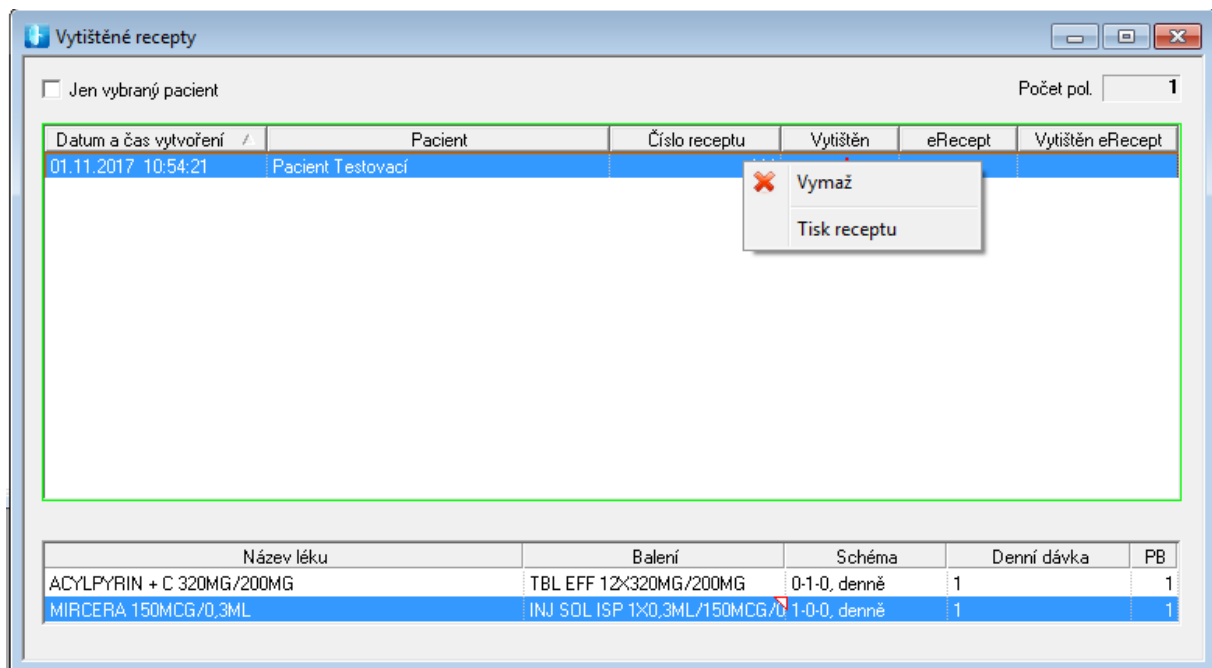 Vytištěné recepty
Jen vybraný pacient
Počet pol. 1
Datum a čas vytvoření Pacient Číslo receptu Vytištěn eRecept Vytištěn eRecept
01.11.2017 10:54:21 Pacient Testovací
Vymaž
Tisk receptu
Název léku Balení Schéma Denní dávka PB
ACYLPYRIN + C 320MG/200MG TBL EFF 12X320MG/200MG 0-1-0, denně 1 1
MIRCERA 150MCG/0,3ML INJ SOL ISP 1X0,3ML/150MCG/0 1-0-0, denně 1 1